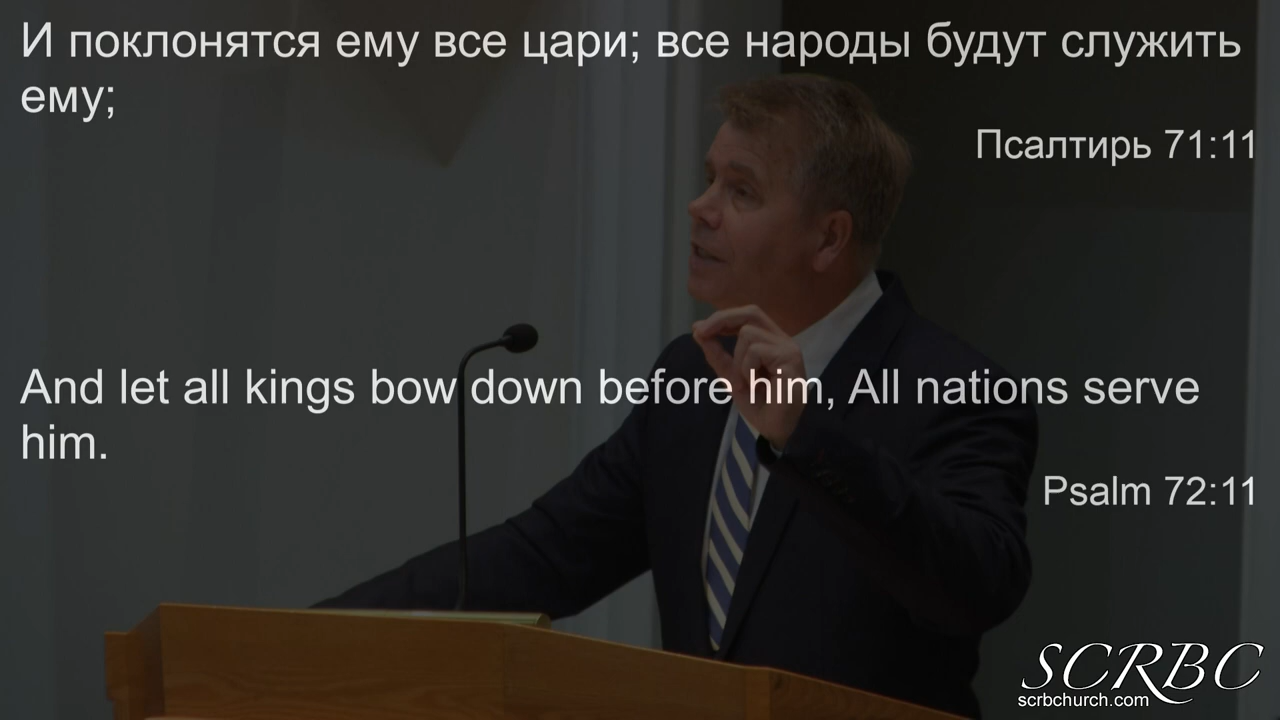 И поклонятся ему все цари; все народы будут служить
ему;
Псалтирь 71:11
And let all kings bow down before him, All nations serve
him.
Psalm 72:11
SCRBC
scrbchurch.com